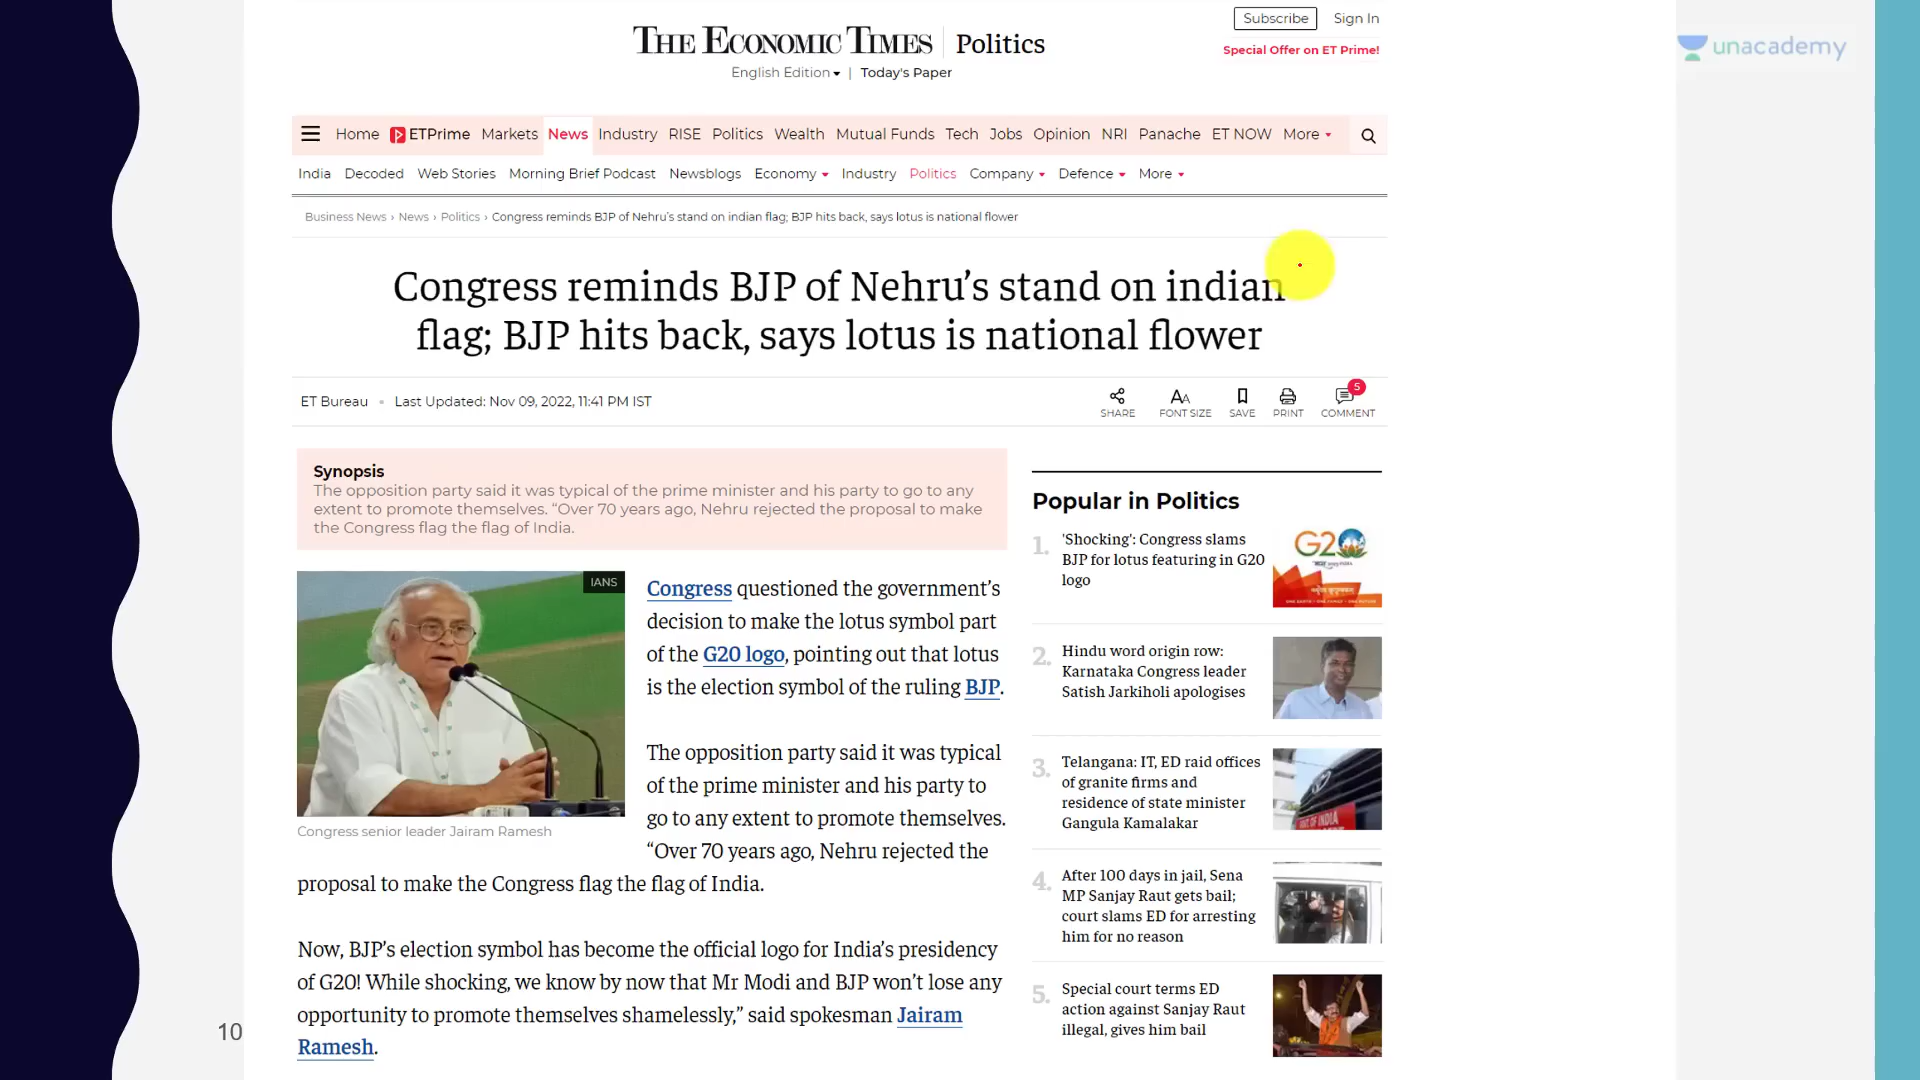 Subscribe Sign In
THE ECONOMIC TIMES Politics
Special Offer on ET Prime!
English Edition | Today's Paper
unacademy
Home ETPrime Markets News Industry RISE Politics Wealth Mutual Funds Tech Jobs Opinion NRI Panache ET NOW More
India Decoded Web Stories Morning Brief Podcast Newsblogs Economy Industry Politics Company Defence More
Business News › News › Politics › Congress reminds BJP of Nehru's stand on indian flag; BJP hits back, says lotus is national flower
Congress reminds BJP of Nehru’s stand on indian
flag; BJP hits back, says lotus is national flower
ET Bureau • Last Updated: Nov 09, 2022, 11:41 PM IST
5
SHARE FONT SIZE SAVE PRINT COMMENT
Synopsis
The opposition party said it was typical of the prime minister and his party to go to any
extent to promote themselves. “Over 70 years ago, Nehru rejected the proposal to make
the Congress flag the flag of India.
IANS
Congress senior leader Jairam Ramesh
Congress questioned the government’s
decision to make the lotus symbol part
of the G20 logo, pointing out that lotus
is the election symbol of the ruling BJP.
The opposition party said it was typical
of the prime minister and his party to
go to any extent to promote themselves.
“Over 70 years ago, Nehru rejected the
proposal to make the Congress flag the flag of India.
Now, BJP’s election symbol has become the official logo for India’s presidency
of G20! While shocking, we know by now that Mr Modi and BJP won’t lose any
opportunity to promote themselves shamelessly,” said spokesman Jairam
Ramesh.
Popular in Politics
1. 'Shocking': Congress slams
BJP for lotus featuring in G20
logo
G20
2. Hindu word origin row:
Karnataka Congress leader
Satish Jarkiholi apologises
3. Telangana: IT, ED raid offices
of granite firms and
residence of state minister
Gangula Kamalakar
OF INDIA
4. After 100 days in jail, Sena
MP Sanjay Raut gets bail;
court slams ED for arresting
him for no reason
5. Special court terms ED
action against Sanjay Raut
illegal, gives him bail
10